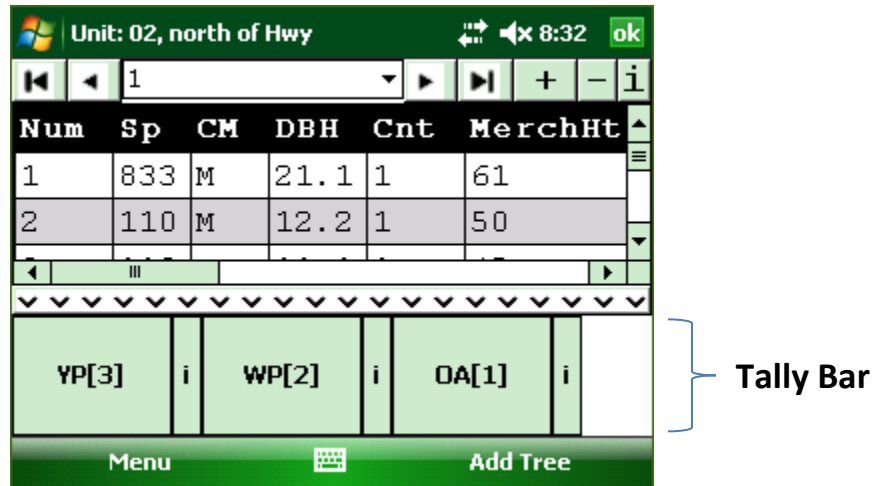 Unit: 02, north of Hwy 8:32 ok
1 + - i
Num Sp CM DBH Cnt MerchHt
1 833 M 21.1 1 61
2 110 M 12.2 1 50
YP[3] i WP[2] i OA[1] i
Tally Bar
Menu Add Tree